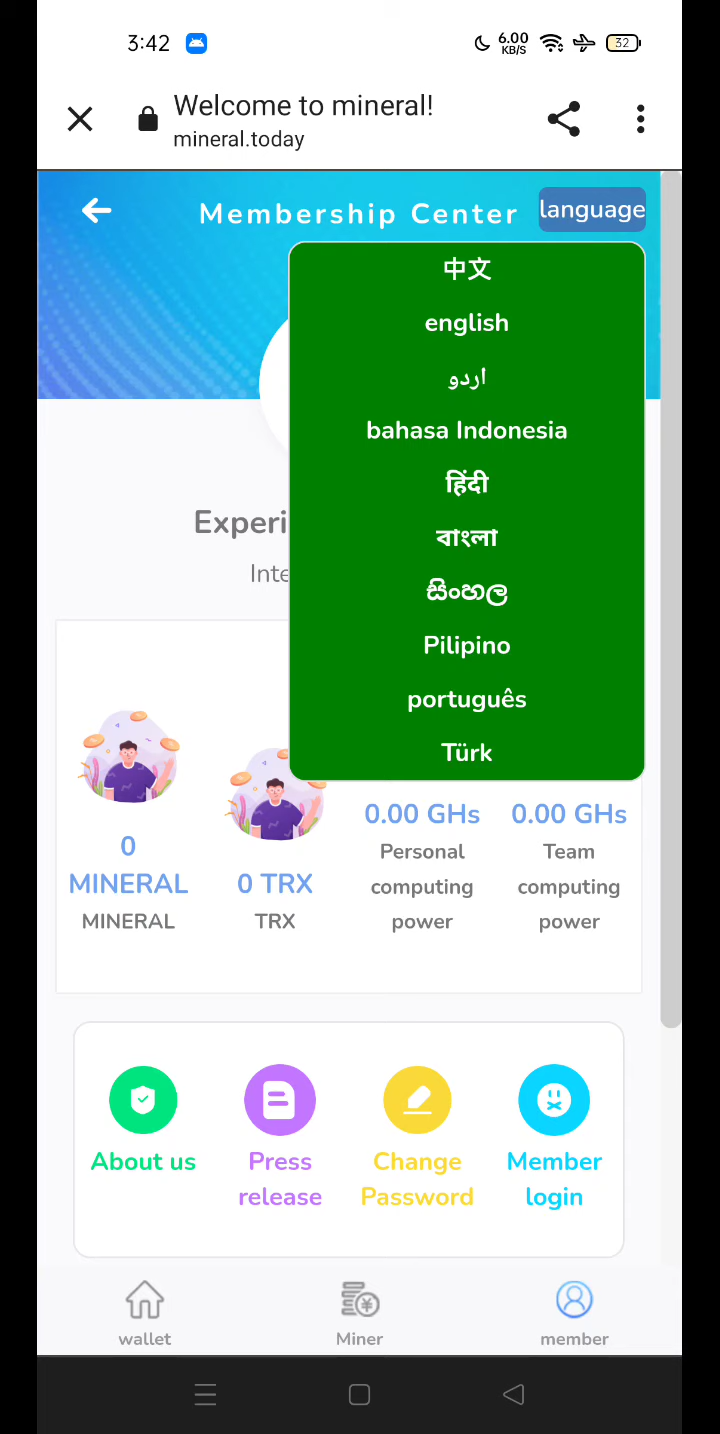 3:42
6.00
KB/S
32
Welcome to mineral!
mineral.today
Membership Center
language
中文
english
اردو
bahasa Indonesia
हिंदी
বাংলা
සිංහල
Pilipino
português
Türk
0
MINERAL
MINERAL
0 TRX
TRX
0.00 GHs
Personal
computing
power
0.00 GHs
Team
computing
power
About us
Press
release
Change
Password
Member
login
wallet
Miner
member